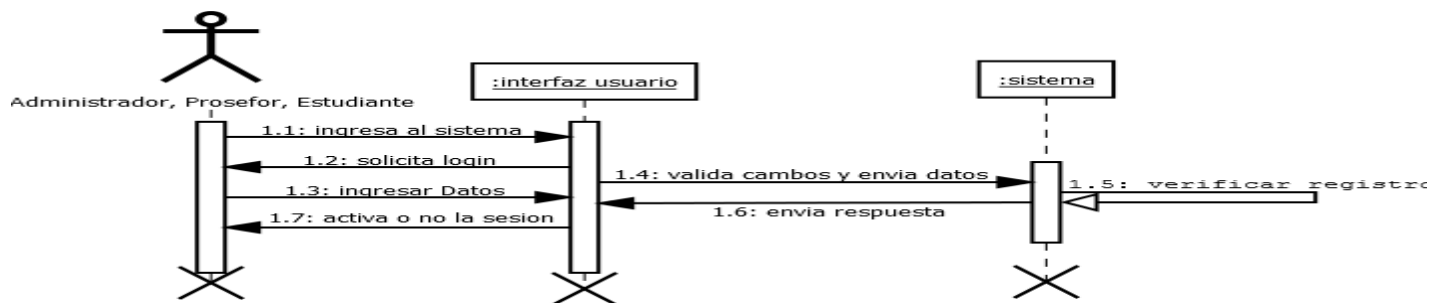 :interfaz usuario
:sistema
Administrador, Prosefor, Estudiante
1.1: ingresa al sistema
1.2: solicita login
1.3: ingresar Datos
1.4: valida cambos y envia datos
1.5: verificar registro
1.6: envia respuesta
1.7: activa o no la sesion